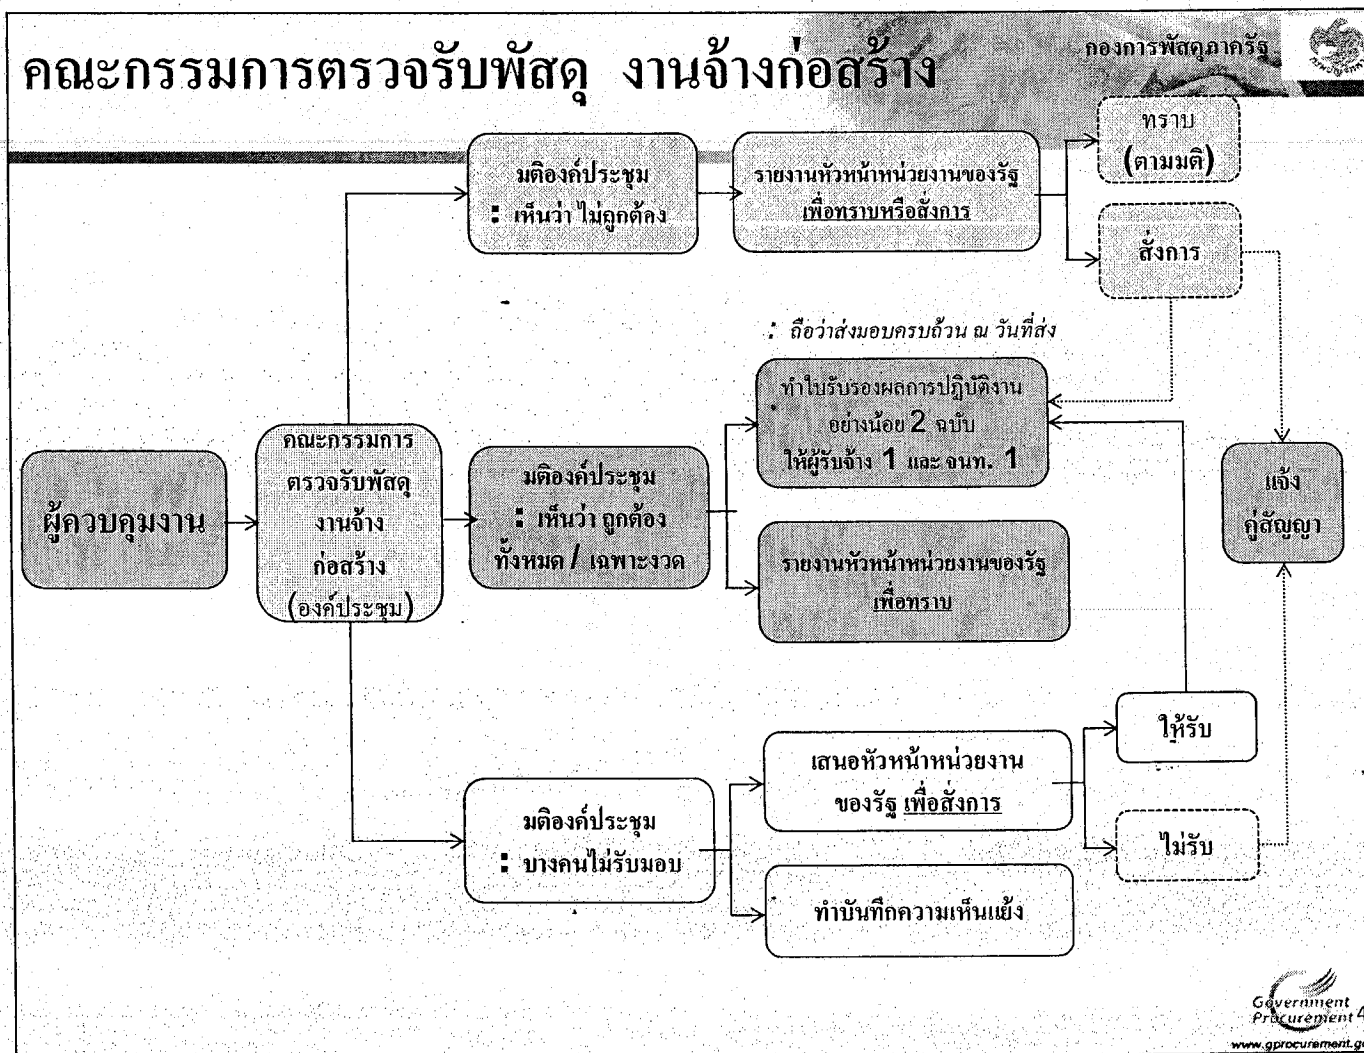 คณะกรรมการตรวจรับพัสดุ งานจ้างก่อสร้าง
กองการพัสดุภาครัฐ
มติองค์ประชุม
: เห็นว่า ไม่ถูกต้อง
รายงานหัวหน้าหน่วยงานของรัฐ
เพื่อทราบหรือสั่งการ
ทราบ
(ตามมติ)
สั่งการ
: ถือว่าส่งมอบครบถ้วน ณ วันที่ส่ง
ทำใบรับรองผลการปฏิบัติงาน
อย่างน้อย 2 ฉบับ
ให้ผู้รับจ้าง 1 และ จนท. 1
ผู้ควบคุมงาน
คณะกรรมการ
ตรวจรับพัสดุ
งานจ้าง
ก่อสร้าง
(องค์ประชุม)
มติองค์ประชุม
: เห็นว่า ถูกต้อง
ทั้งหมด / เฉพาะงวด
รายงานหัวหน้าหน่วยงานของรัฐ
เพื่อทราบ
แจ้ง
คู่สัญญา
มติองค์ประชุม
: บางคนไม่รับมอบ
เสนอหัวหน้าหน่วยงาน
ของรัฐ เพื่อสั่งการ
ทำบันทึกความเห็นแย้ง
ให้รับ
ไม่รับ
Government
Procurement 4
www.gprocurement.go